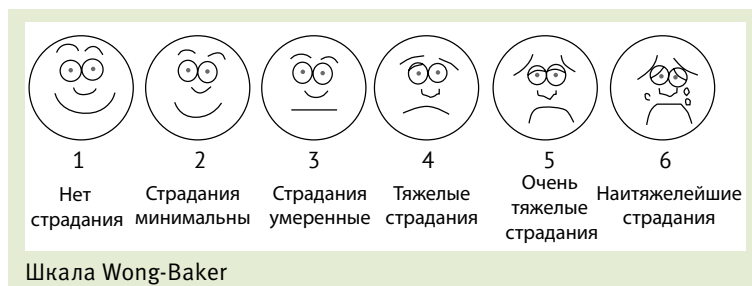 1 2 3 4 5 6
Нет
страдания
Страдания
минимальны
Страдания
умеренные
Тяжелые
страдания
Очень
тяжелые
страдания
Наитяжелейшие
страдания
Шкала Wong-Baker